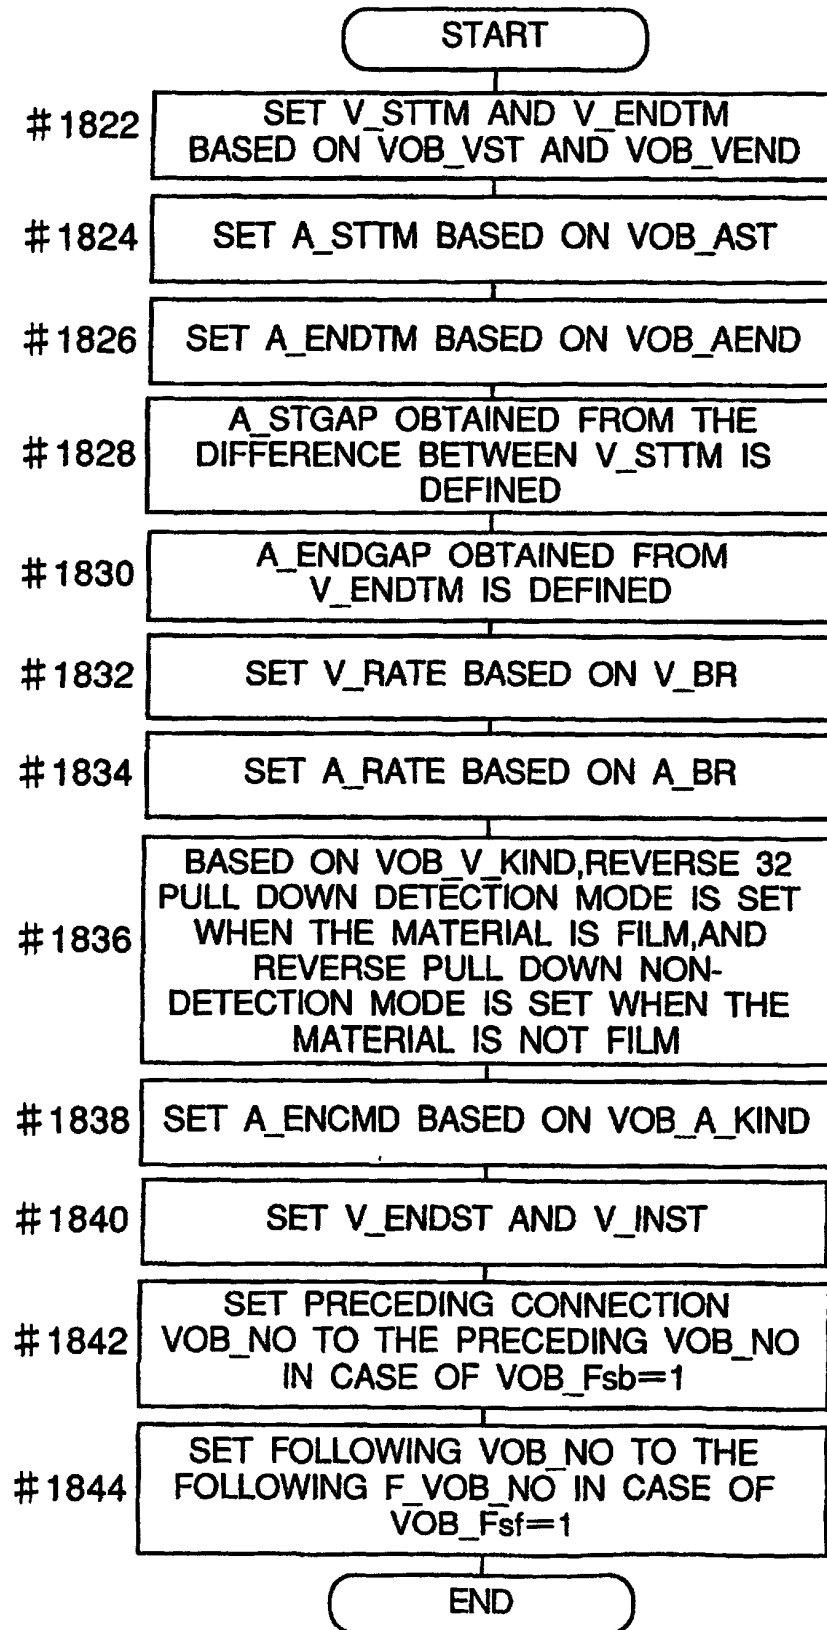 START
#1822
SET V_STTM AND V_ENDTM
BASED ON VOB_VST AND VOB_VEND
#1824
SET A_STTM BASED ON VOB_AST
#1826
SET A_ENDTM BASED ON VOB_AEND
#1828
A_STGAP OBTAINED FROM THE
DIFFERENCE BETWEEN V_STTM IS
DEFINED
#1830
A_ENDGAP OBTAINED FROM
V_ENDTM IS DEFINED
#1832
SET V_RATE BASED ON V_BR
#1834
SET A_RATE BASED ON A_BR
#1836
BASED ON VOB_V_KIND,REVERSE 32
PULL DOWN DETECTION MODE IS SET
WHEN THE MATERIAL IS FILM,AND
REVERSE PULL DOWN NON-
DETECTION MODE IS SET WHEN THE
MATERIAL IS NOT FILM
#1838
SET A_ENCMD BASED ON VOB_A_KIND
#1840
SET V_ENDST AND V_INST
#1842
SET PRECEDING CONNECTION
VOB_NO TO THE PRECEDING VOB_NO
IN CASE OF VOB_Fsb=1
#1844
SET FOLLOWING VOB_NO TO THE
FOLLOWING F_VOB_NO IN CASE OF
VOB_Fsf=1
END